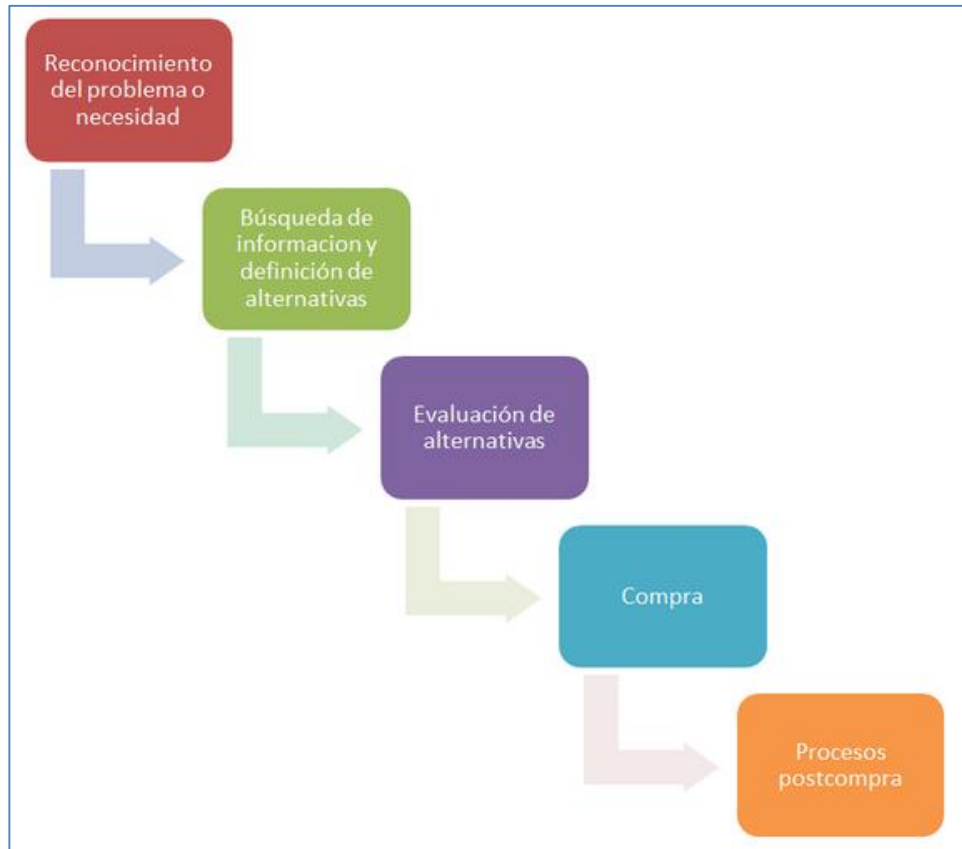 Reconocimiento
del problema o
necesidad
Búsqueda de
informacion y
definición de
alternativas
Evaluación de
alternativas
Compra
Procesos
postcompra